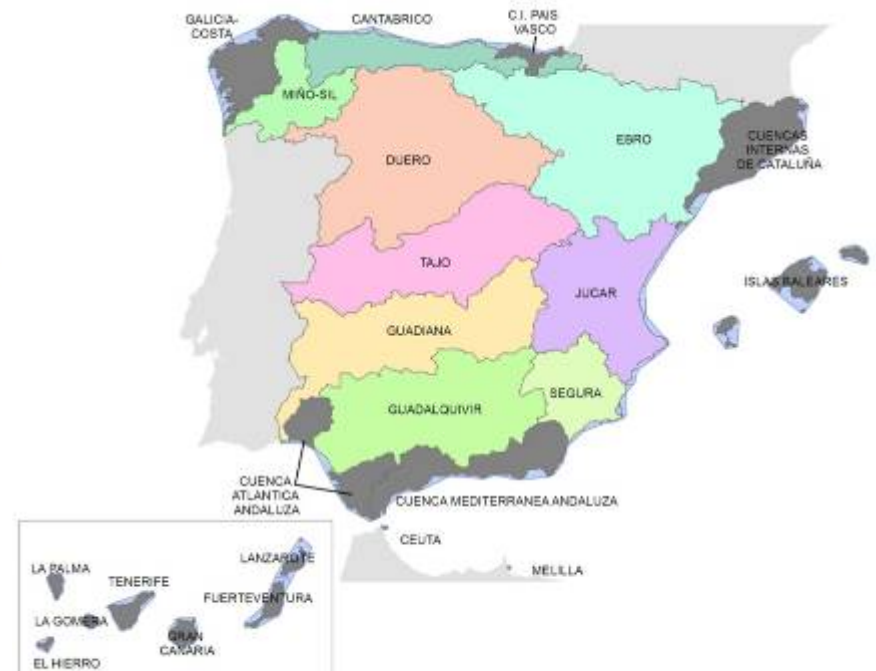 GALICIA-
COSTA
CANTABRICO
C.I. PAIS
VASCO
MIÑO-SIL
DUERO
EBRO
CUENCAS
INTERNAS
DE CATALUÑA
TAJO
JUCAR
ISLAS BALEARES
GUADIANA
GUADALQUIVIR
SEGURA
CUENCA
ATLANTICA
ANDALUZA
CUENCA MEDITERRANEA ANDALUZA
CEUTA
MELILLA
LA PALMA
TENERIFE
LANZAROTE
FUERTEVENTURA
LA GOMERA
GRAN
CANARIA
EL HIERRO